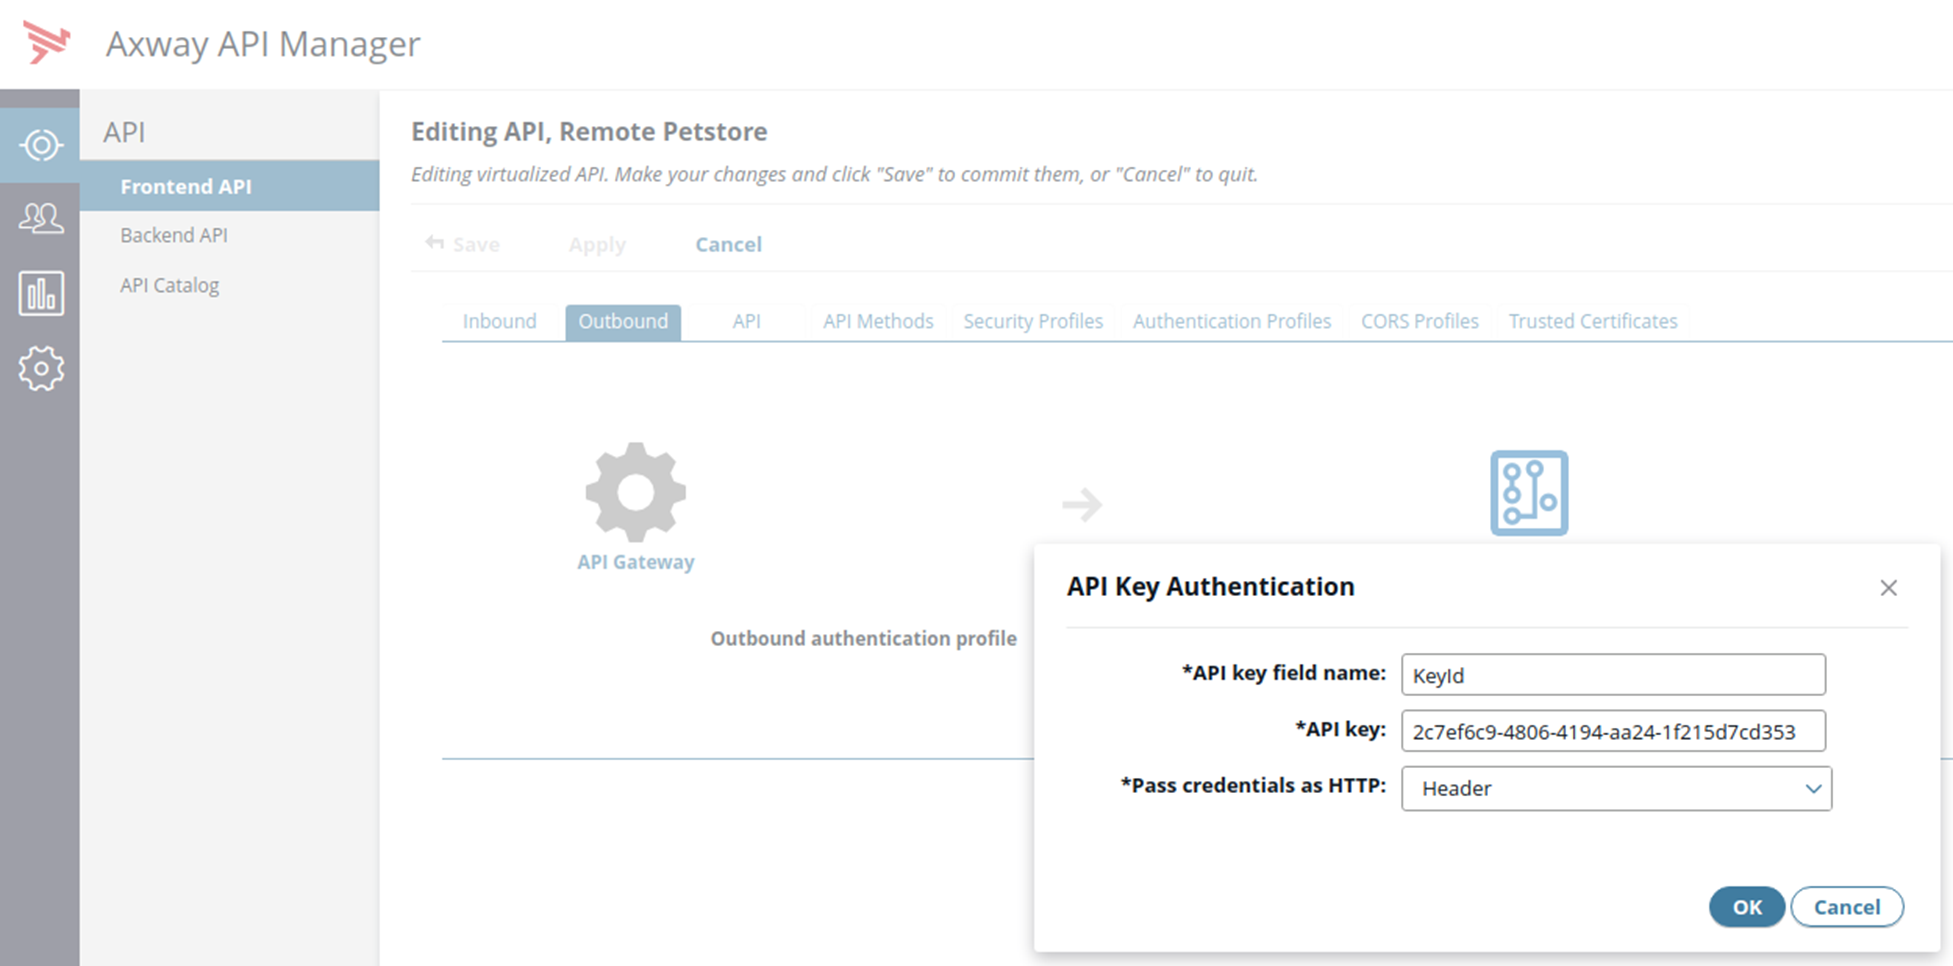 Axway API Manager
API
Frontend API
Backend API
API Catalog
Editing API, Remote Petstore
Editing virtualized API. Make your changes and click "Save" to commit them, or "Cancel" to quit.
Save Apply Cancel
Inbound Outbound API API Methods Security Profiles Authentication Profiles CORS Profiles Trusted Certificates
API Gateway
Outbound authentication profile
API Key Authentication
*API key field name: KeyId
*API key: 2c7ef6c9-4806-4194-aa24-1f215d7cd353
*Pass credentials as HTTP: Header
OK Cancel